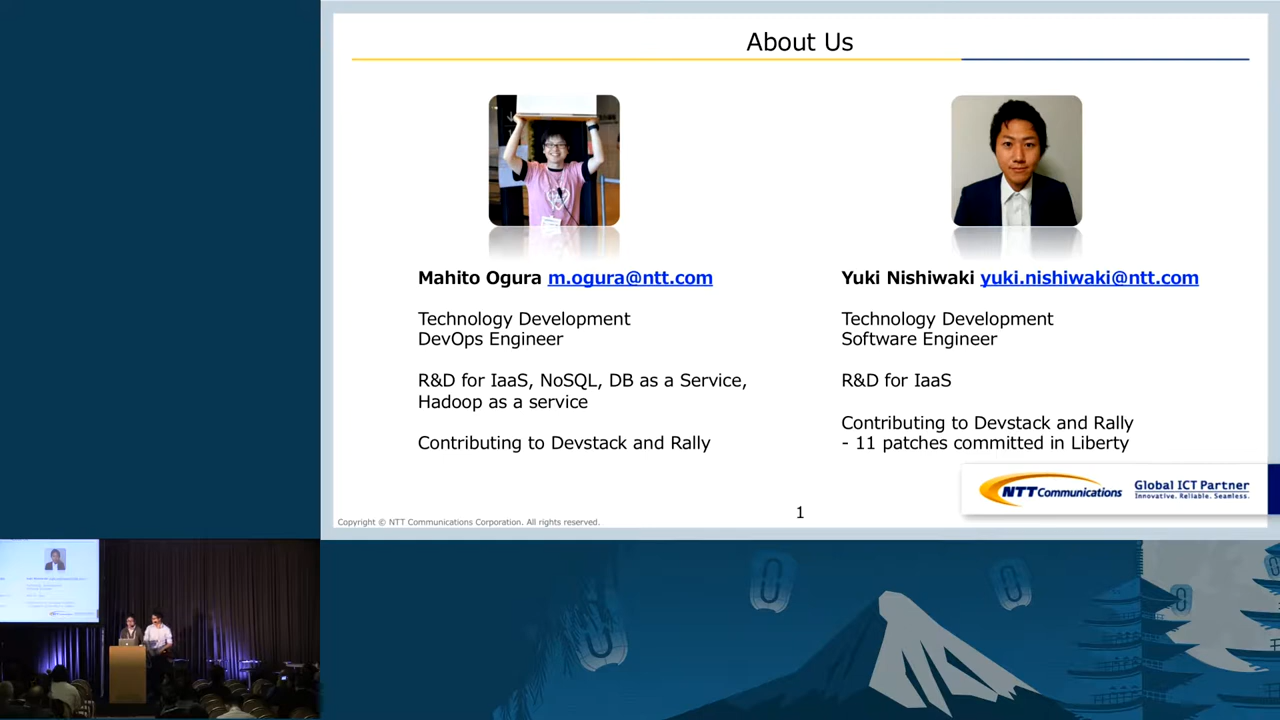 About Us
Mahito Ogura m.ogura@ntt.com
Technology Development
DevOps Engineer
R&D for IaaS, NoSQL, DB as a Service,
Hadoop as a service
Contributing to Devstack and Rally
Yuki Nishiwaki yuki.nishiwaki@ntt.com
Technology Development
Software Engineer
R&D for IaaS
Contributing to Devstack and Rally
- 11 patches committed in Liberty
NTT Communications
Global ICT Partner
Innovative. Reliable. Seamless.
Copyright © NTT Communications Corporation. All rights reserved.
1